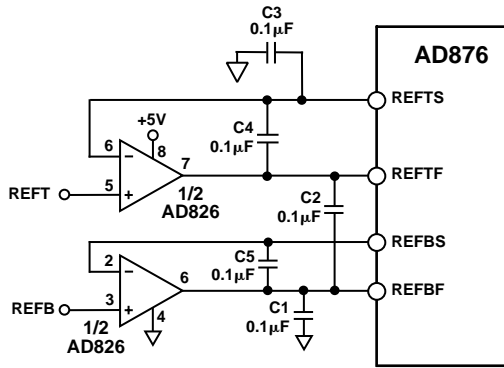 C3
0.1µF
AD876
REFTS
+5V
C4
0.1µF
8
6
–
7
REFTF
REFT
5
+
1/2
AD826
C2
0.1µF
REFBS
2
–
C5
0.1µF
6
REFBF
REFB
3
+
4
C1
0.1µF
1/2
AD826